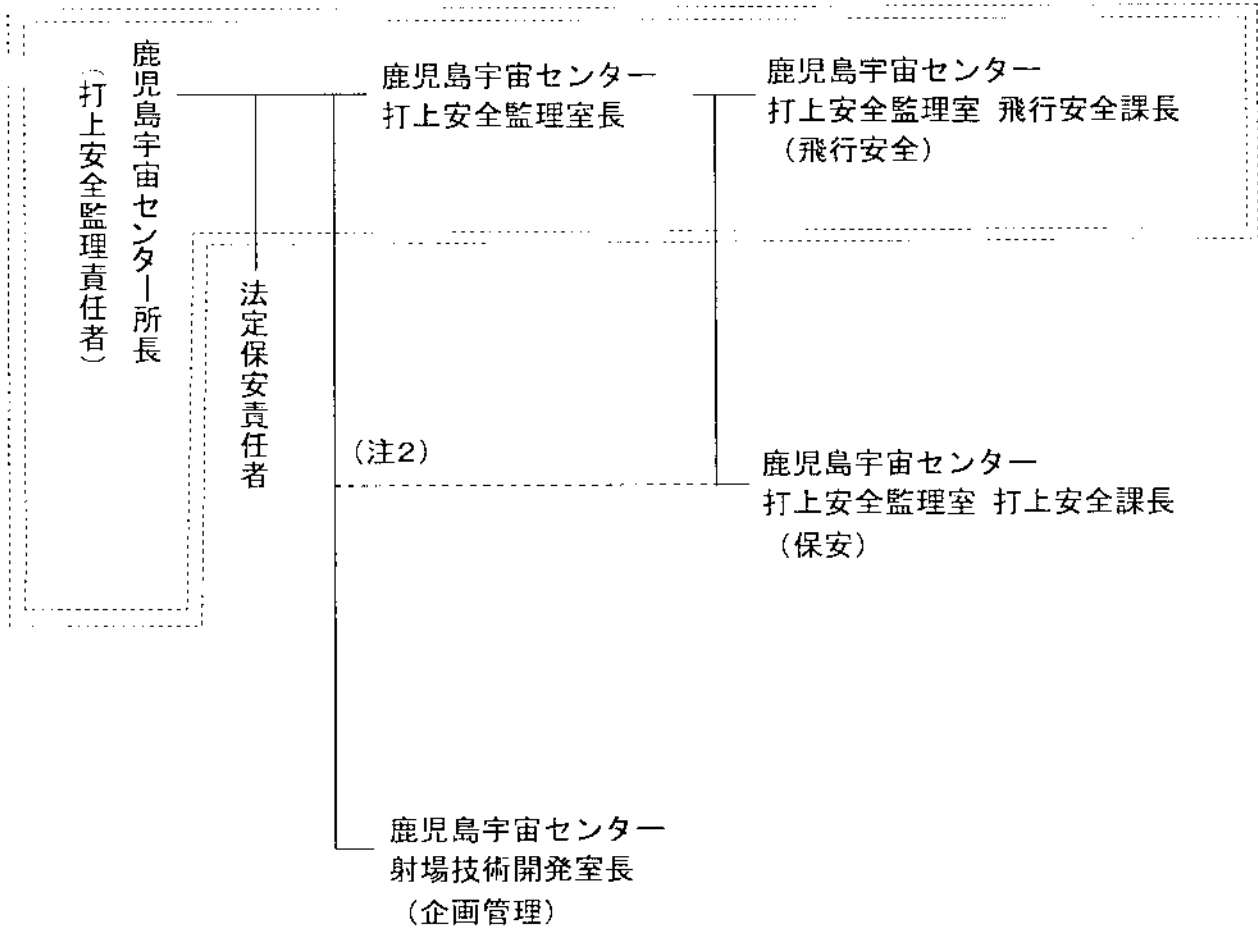 鹿児島宇宙センター所長
（打上安全監理責任者）
法定保安責任者
鹿児島宇宙センター
打上安全監理室長
鹿児島宇宙センター
打上安全監理室 飛行安全課長
（飛行安全）
（注2）
鹿児島宇宙センター
打上安全監理室 打上安全課長
（保安）
鹿児島宇宙センター
射場技術開発室長
（企画管理）